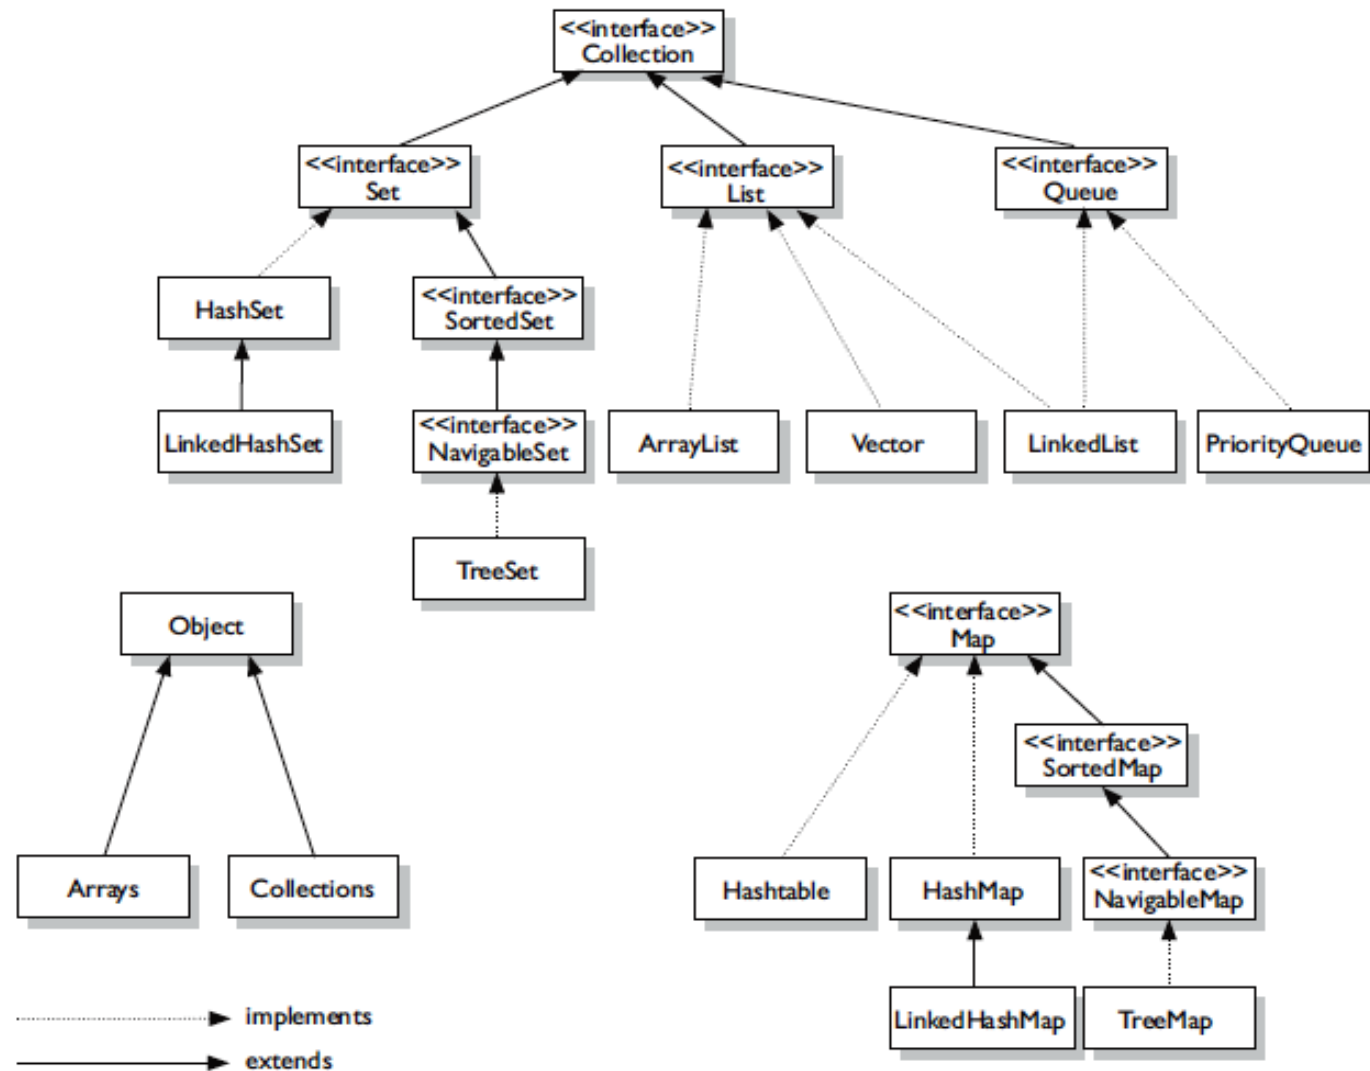 <<interface>>
Collection
<<interface>>
Set
<<interface>>
List
<<interface>>
Queue
HashSet
<<interface>>
SortedSet
LinkedHashSet
<<interface>>
NavigableSet
ArrayList
Vector
LinkedList
PriorityQueue
TreeSet
Object
<<interface>>
Map
<<interface>>
SortedMap
Arrays
Collections
Hashtable
HashMap
<<interface>>
NavigableMap
LinkedHashMap
TreeMap
implements
extends